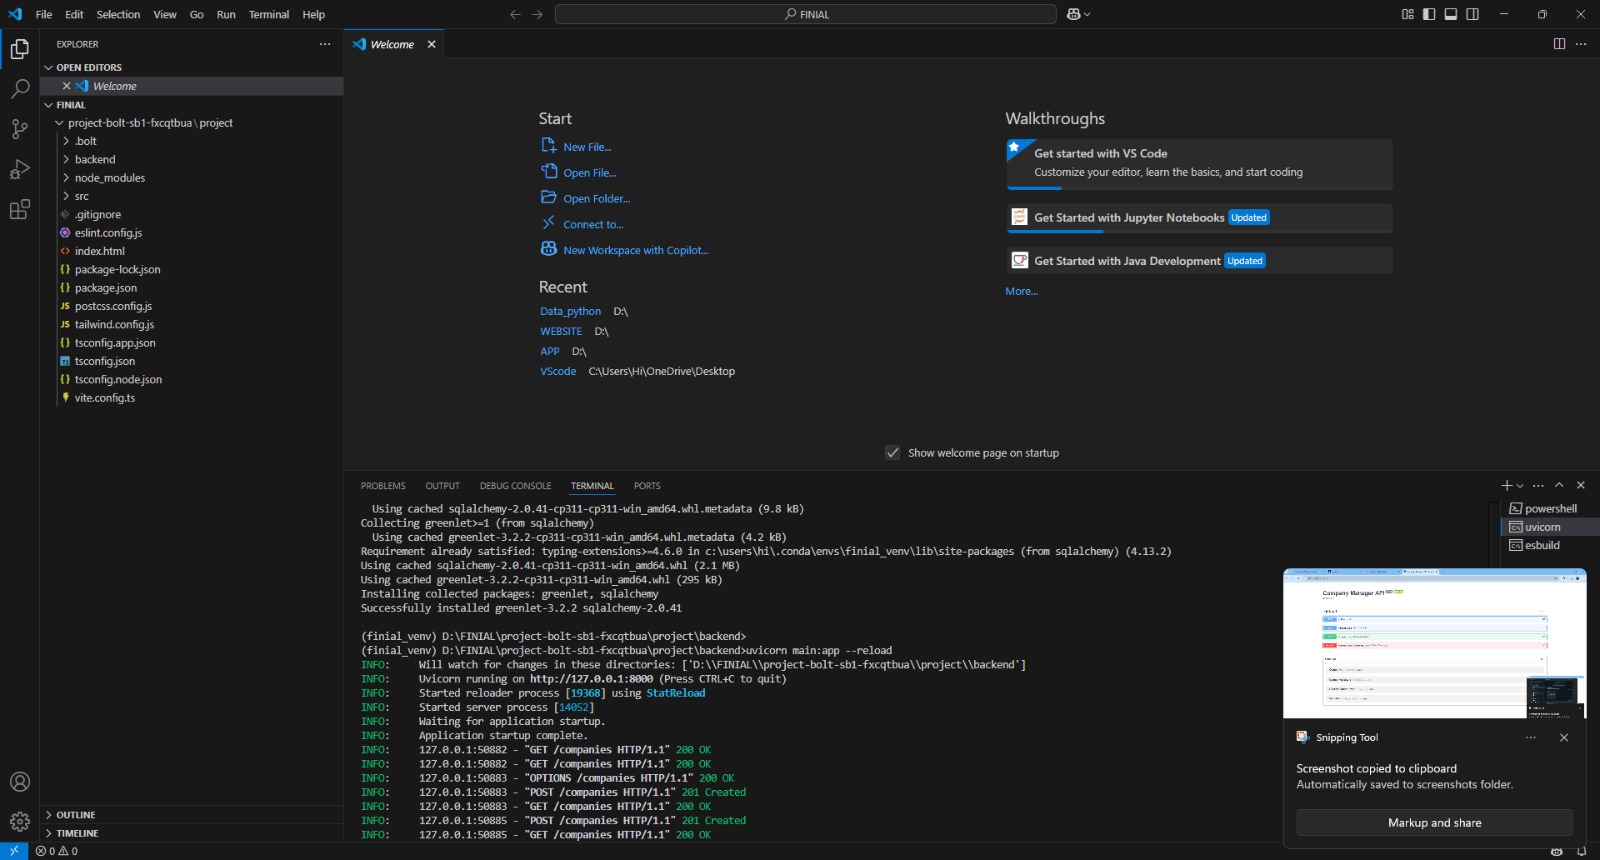 File Edit Selection View Go Run Terminal Help
FINIAL
EXPLORER
OPEN EDITORS
Welcome
FINIAL
project-bolt-sb1-fxcqtbua\project
.bolt
backend
node_modules
src
.gitignore
eslint.config.js
index.html
package-lock.json
package.json
postcss.config.js
tailwind.config.js
tsconfig.app.json
tsconfig.json
tsconfig.node.json
vite.config.ts
OUTLINE
TIMELINE
Welcome
Start
New File...
Open File...
Open Folder...
Connect to...
New Workspace with Copilot...
Recent
Data_python D:\
WEBSITE D:\
APP D:\
VScode C:\Users\Hi\OneDrive\Desktop
Walkthroughs
Get started with VS Code
Customize your editor, learn the basics, and start coding
Get Started with Jupyter Notebooks Updated
Get Started with Java Development Updated
More...
Show welcome page on startup
PROBLEMS OUTPUT DEBUG CONSOLE TERMINAL PORTS
Using cached sqlalchemy-2.0.41-cp311-cp311-win_amd64.whl.metadata (9.8 kB)
Collecting greenlet>=1 (from sqlalchemy)
Using cached greenlet-3.2.2-cp311-cp311-win_amd64.whl.metadata (4.2 kB)
Requirement already satisfied: typing-extensions>=4.6.0 in c:\users\hi\.conda\envs\finial_venv\lib\site-packages (from sqlalchemy) (4.13.2)
Using cached sqlalchemy-2.0.41-cp311-cp311-win_amd64.whl (2.1 MB)
Using cached greenlet-3.2.2-cp311-cp311-win_amd64.whl (295 kB)
Installing collected packages: greenlet, sqlalchemy
Successfully installed greenlet-3.2.2 sqlalchemy-2.0.41
(finial_venv) D:\FINIAL\project-bolt-sb1-fxcqtbua\project\backend>
(finial_venv) D:\FINIAL\project-bolt-sb1-fxcqtbua\project\backend>uvicorn main:app --reload
INFO: Will watch for changes in these directories: ['D:\\FINIAL\\project-bolt-sb1-fxcqtbua\\project\\backend']
INFO: Uvicorn running on http://127.0.0.1:8000 (Press CTRL+C to quit)
INFO: Started reloader process [19368] using StatReload
INFO: Started server process [14052]
INFO: Waiting for application startup.
INFO: Application startup complete.
INFO: 127.0.0.1:50882 - "GET /companies HTTP/1.1" 200 OK
INFO: 127.0.0.1:50882 - "GET /companies HTTP/1.1" 200 OK
INFO: 127.0.0.1:50883 - "OPTIONS /companies HTTP/1.1" 200 OK
INFO: 127.0.0.1:50883 - "POST /companies HTTP/1.1" 201 Created
INFO: 127.0.0.1:50883 - "GET /companies HTTP/1.1" 200 OK
INFO: 127.0.0.1:50885 - "POST /companies HTTP/1.1" 201 Created
INFO: 127.0.0.1:50885 - "GET /companies HTTP/1.1" 200 OK
powershell
uvicorn
esbuild
Company Manager API
Snipping Tool
Screenshot copied to clipboard
Automatically saved to screenshots folder.
Markup and share
0 0